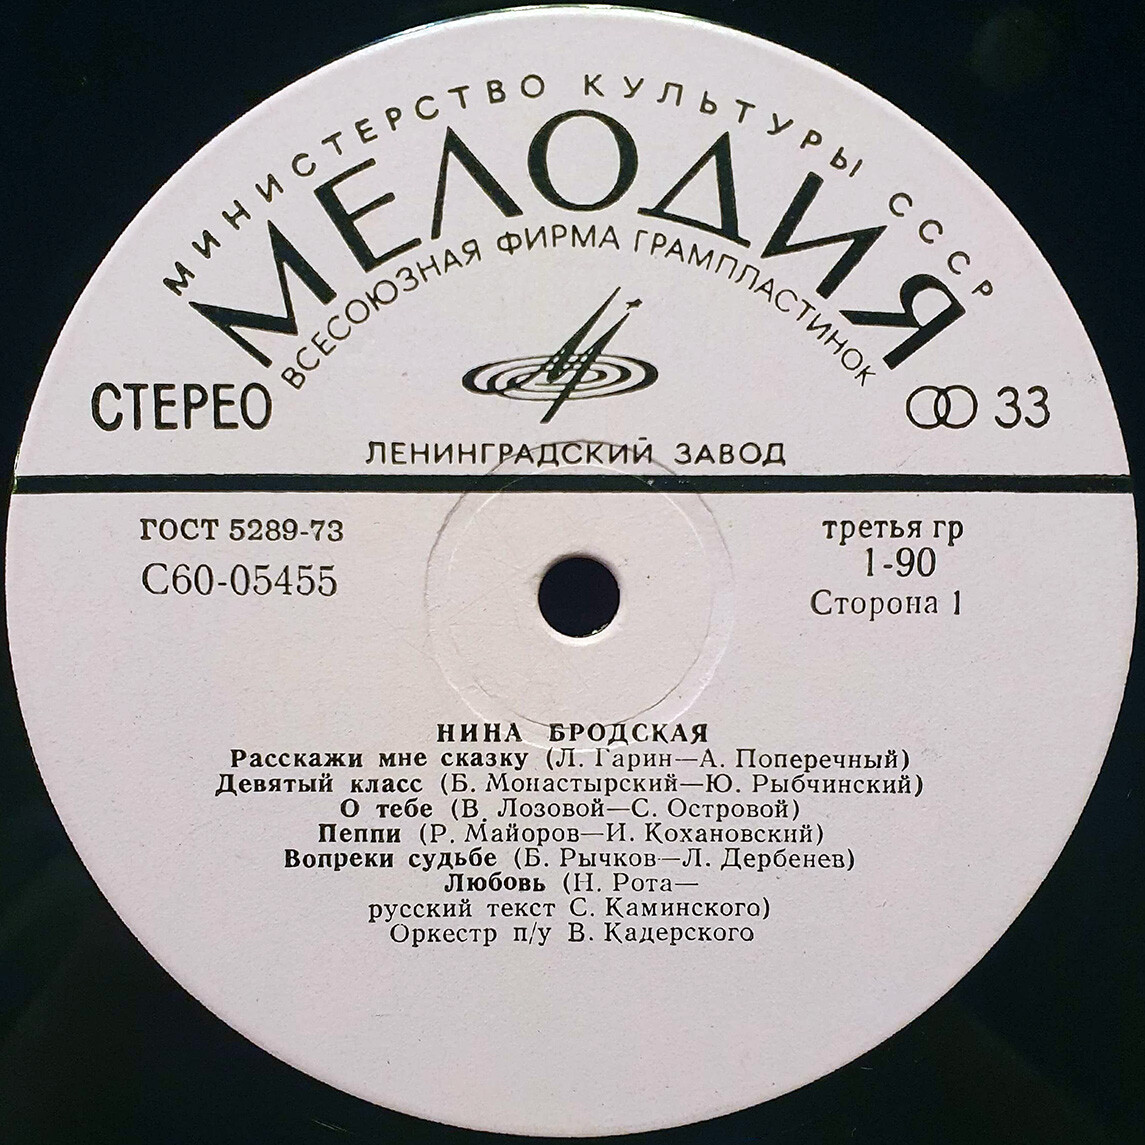 МИНИСТЕРСТВО КУЛЬТУРЫ СССР
МЕЛОДИЯ
ВСЕСОЮЗНАЯ ФИРМА ГРАМПЛАСТИНОК
СТЕРЕО
33
ЛЕНИНГРАДСКИЙ ЗАВОД
ГОСТ 5289-73
С60-05455
третья гр
1-90
Сторона 1
НИНА БРОДСКАЯ
Расскажи мне сказку (Л. Гарин—А. Поперечный)
Девятый класс (Б. Монастырский—Ю. Рыбчинский)
О тебе (В. Лозовой—С. Островой)
Пеппи (Р. Майоров—И. Кохановский)
Вопреки судьбе (Б. Рычков—Л. Дербенев)
Любовь (Н. Рота—
русский текст С. Каминского)
Оркестр п/у В. Кадерского